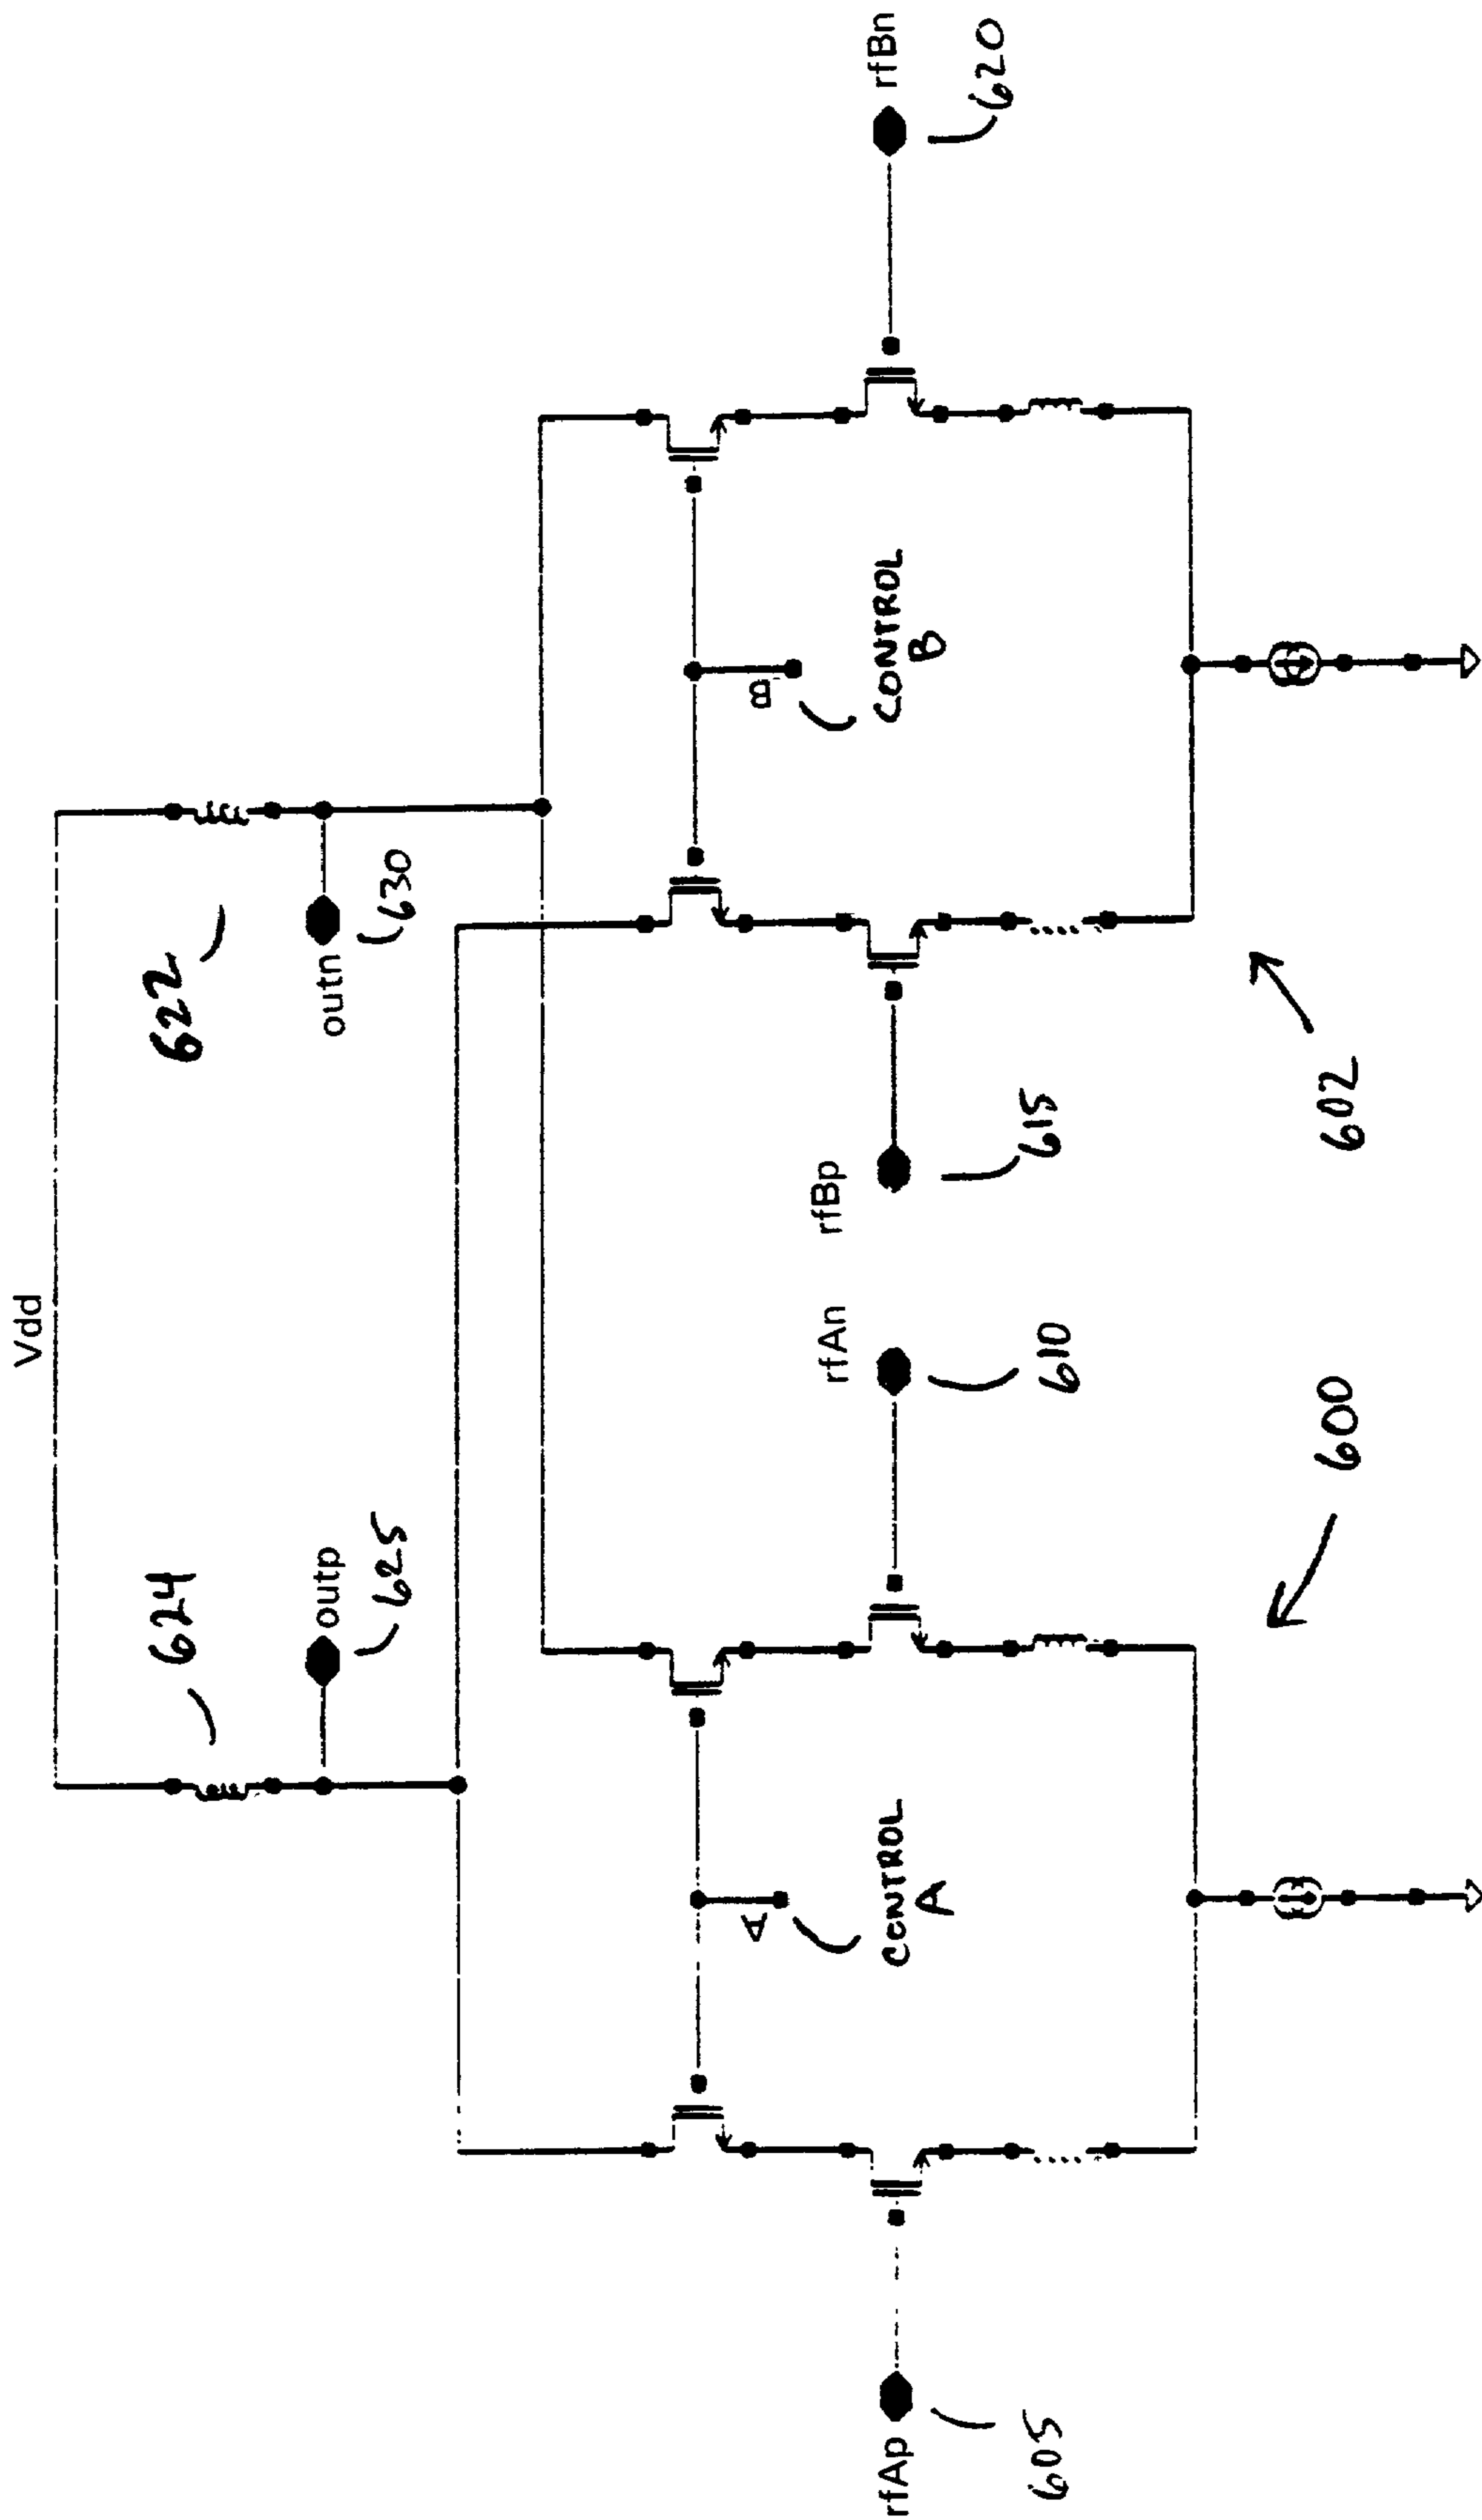 Vdd
624
622
outp
625
outn
630
A
B
CONTROL
A
CONTROL
B
rfAp
605
rfAn
610
rfBp
615
rfBn
620
600
602